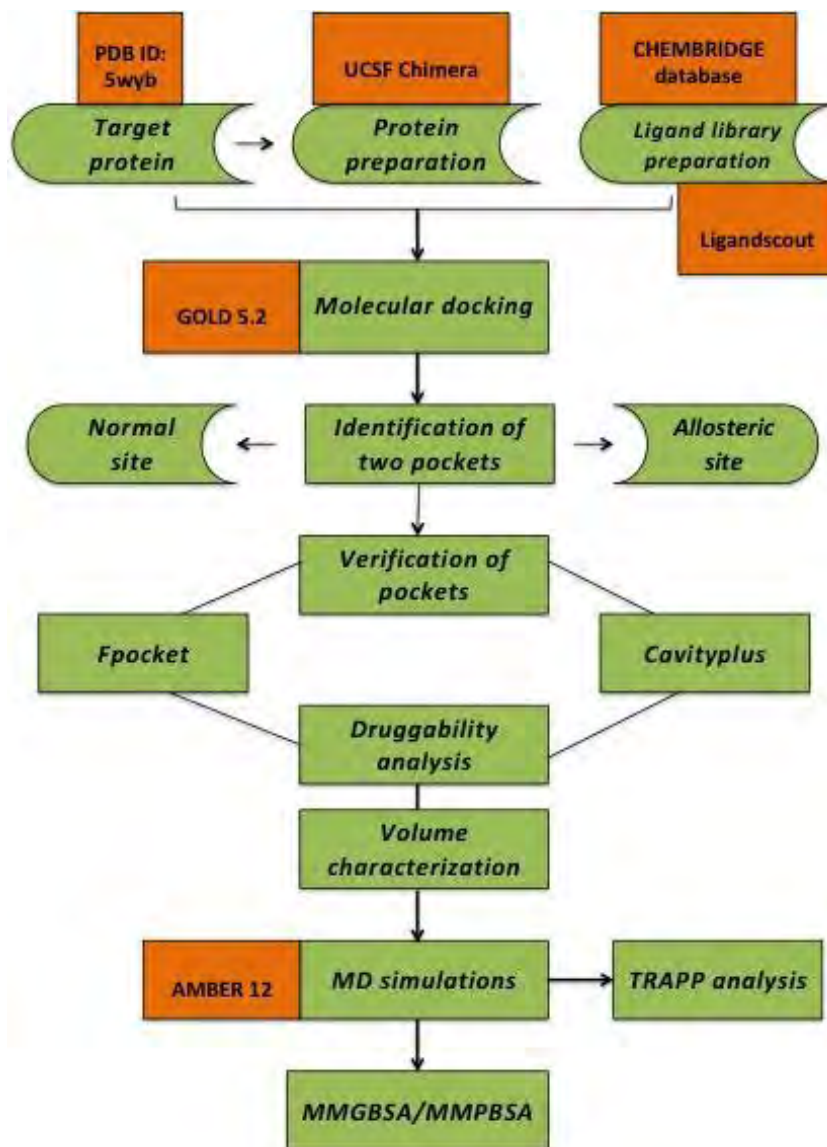 PDB ID:
5wyb
UCSF Chimera
CHEMBRIDGE
database
Target
protein
Protein
preparation
Ligand library
preparation
Ligandscout
GOLD 5.2
Molecular docking
Normal
site
Identification of
two pockets
Allosteric
site
Verification of
pockets
Fpocket
Cavityplus
Druggability
analysis
Volume
characterization
AMBER 12
MD simulations
TRAPP analysis
MMGBSA/MMPBSA